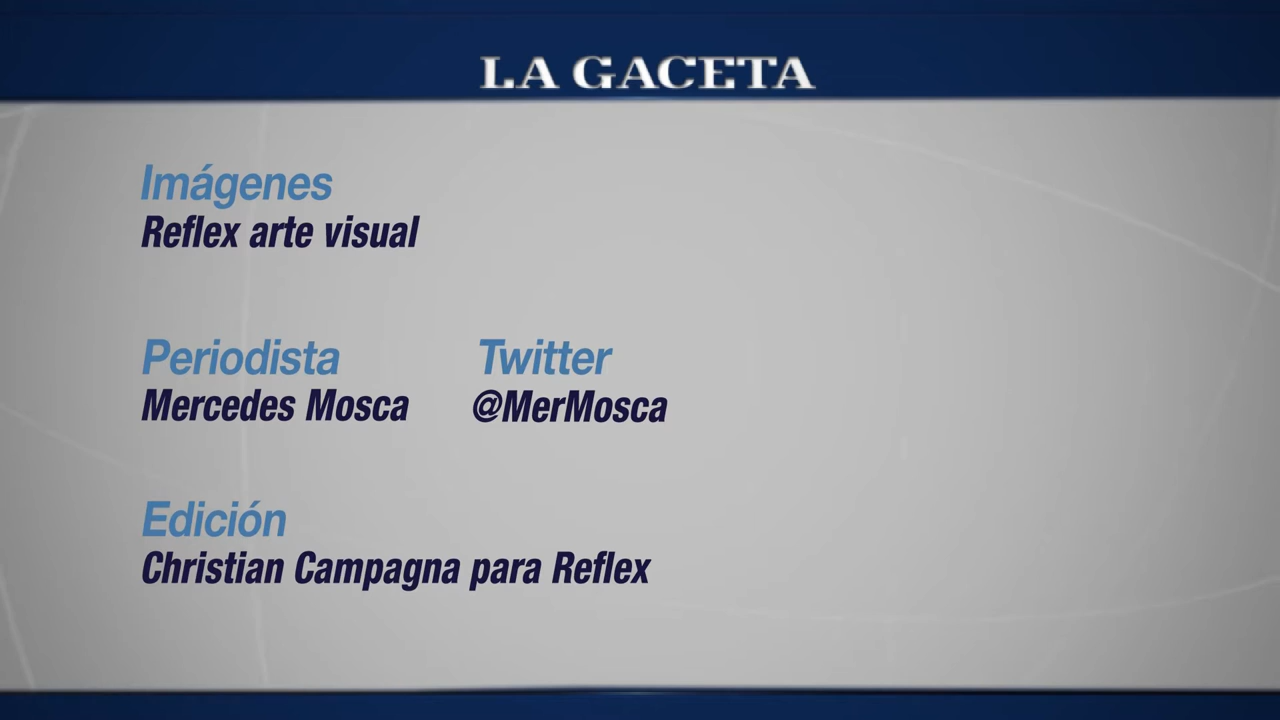 LA GACETA
Imágenes
Reflex arte visual
Periodista Twitter
Mercedes Mosca @MerMosca
Edición
Christian Campagna para Reflex